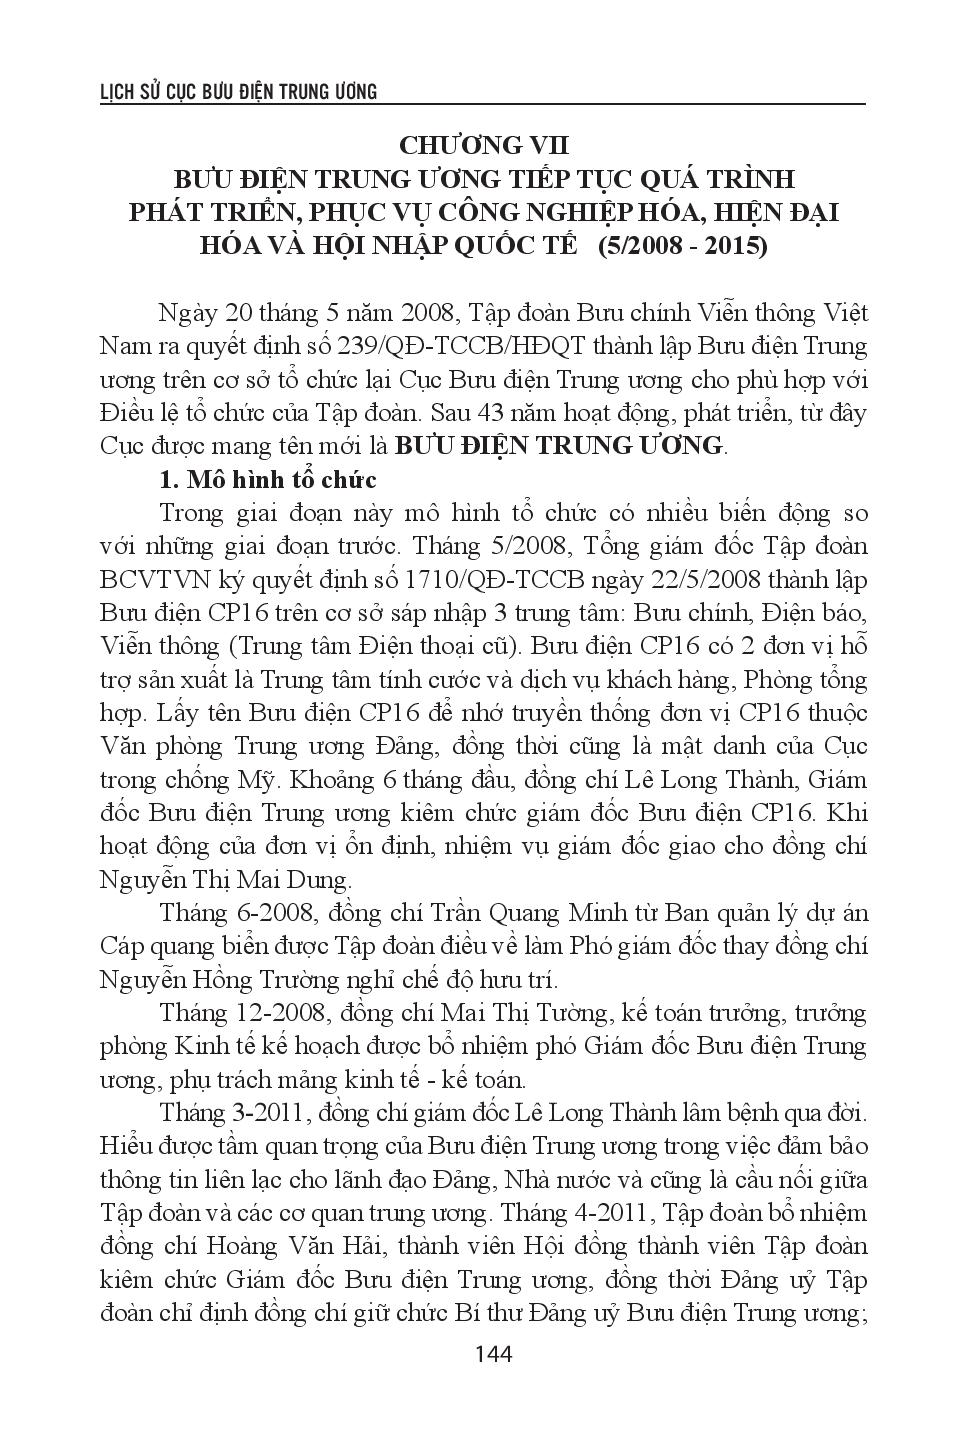 LỊCH SỬ CỤC BƯU ĐIỆN TRUNG ƯƠNG
CHƯƠNG VII
BƯU ĐIỆN TRUNG ƯƠNG TIẾP TỤC QUÁ TRÌNH
PHÁT TRIỂN, PHỤC VỤ CÔNG NGHIỆP HÓA, HIỆN ĐẠI
HÓA VÀ HỘI NHẬP QUỐC TẾ (5/2008 - 2015)
Ngày 20 tháng 5 năm 2008, Tập đoàn Bưu chính Viễn thông Việt
Nam ra quyết định số 239/QĐ-TCCB/HĐQT thành lập Bưu điện Trung
ương trên cơ sở tổ chức lại Cục Bưu điện Trung ương cho phù hợp với
Điều lệ tổ chức của Tập đoàn. Sau 43 năm hoạt động, phát triển, từ đây
Cục được mang tên mới là BƯU ĐIỆN TRUNG ƯƠNG.
1. Mô hình tổ chức
Trong giai đoạn này mô hình tổ chức có nhiều biến động so
với những giai đoạn trước. Tháng 5/2008, Tổng giám đốc Tập đoàn
BCVTVN ký quyết định số 1710/QĐ-TCCB ngày 22/5/2008 thành lập
Bưu điện CP16 trên cơ sở sáp nhập 3 trung tâm: Bưu chính, Điện báo,
Viễn thông (Trung tâm Điện thoại cũ). Bưu điện CP16 có 2 đơn vị hỗ
trợ sản xuất là Trung tâm tính cước và dịch vụ khách hàng, Phòng tổng
hợp. Lấy tên Bưu điện CP16 để nhớ truyền thống đơn vị CP16 thuộc
Văn phòng Trung ương Đảng, đồng thời cũng là mật danh của Cục
trong chống Mỹ. Khoảng 6 tháng đầu, đồng chí Lê Long Thành, Giám
đốc Bưu điện Trung ương kiêm chức giám đốc Bưu điện CP16. Khi
hoạt động của đơn vị ổn định, nhiệm vụ giám đốc giao cho đồng chí
Nguyễn Thị Mai Dung.
Tháng 6-2008, đồng chí Trần Quang Minh từ Ban quản lý dự án
Cáp quang biển được Tập đoàn điều về làm Phó giám đốc thay đồng chí
Nguyễn Hồng Trường nghỉ chế độ hưu trí.
Tháng 12-2008, đồng chí Mai Thị Tường, kế toán trưởng, trưởng
phòng Kinh tế kế hoạch được bổ nhiệm phó Giám đốc Bưu điện Trung
ương, phụ trách mảng kinh tế - kế toán.
Tháng 3-2011, đồng chí giám đốc Lê Long Thành lâm bệnh qua đời.
Hiểu được tầm quan trọng của Bưu điện Trung ương trong việc đảm bảo
thông tin liên lạc cho lãnh đạo Đảng, Nhà nước và cũng là cầu nối giữa
Tập đoàn và các cơ quan trung ương. Tháng 4-2011, Tập đoàn bổ nhiệm
đồng chí Hoàng Văn Hải, thành viên Hội đồng thành viên Tập đoàn
kiêm chức Giám đốc Bưu điện Trung ương, đồng thời Đảng uỷ Tập
đoàn chỉ định đồng chí giữ chức Bí thư Đảng uỷ Bưu điện Trung ương;
144